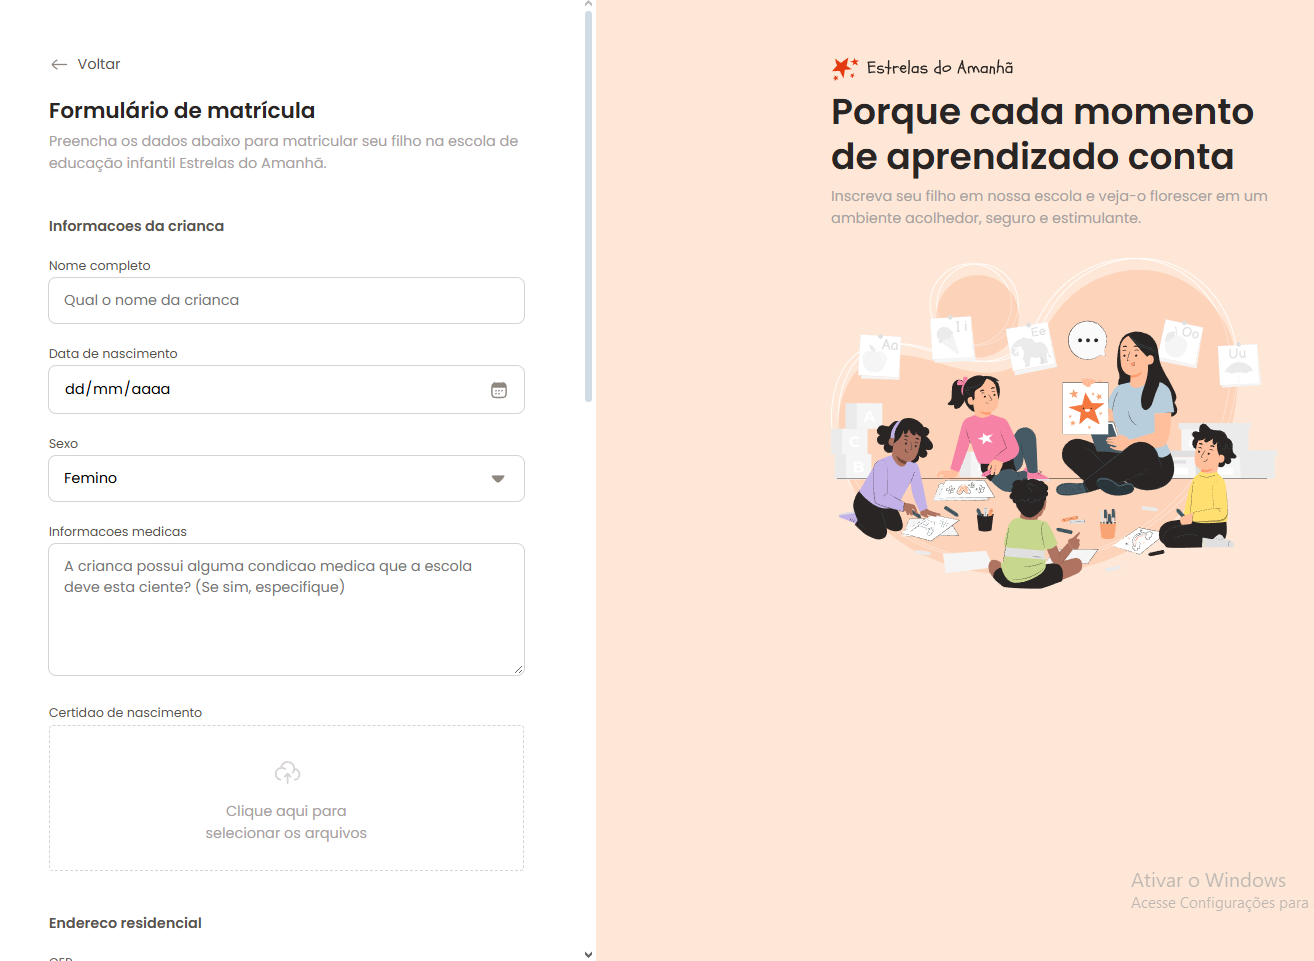 Voltar
Formulário de matrícula
Preencha os dados abaixo para matricular seu filho na escola de
educação infantil Estrelas do Amanhã.
Informacoes da crianca
Nome completo
Qual o nome da crianca
Data de nascimento
dd/mm/aaaa
Sexo
Femino
Informacoes medicas
A crianca possui alguma condicao medica que a escola
deve esta ciente? (Se sim, especifique)
Certidao de nascimento
Clique aqui para
selecionar os arquivos
Endereco residencial
Estrelas do Amanhã
Porque cada momento
de aprendizado conta
Inscreva seu filho em nossa escola e veja-o florescer em um
ambiente acolhedor, seguro e estimulante.
Aa
Ii
Ee
Oo
Uu
A
C
B
Ativar o Windows
Acesse Configurações para